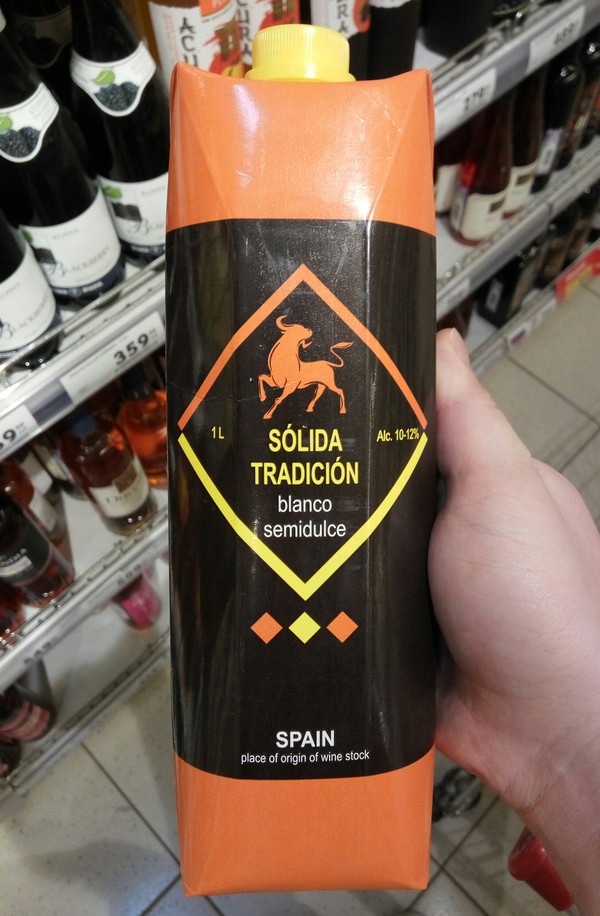 1 L
Alc. 10-12%
SÓLIDA
TRADICIÓN
blanco
semidulce
SPAIN
place of origin of wine stock
359